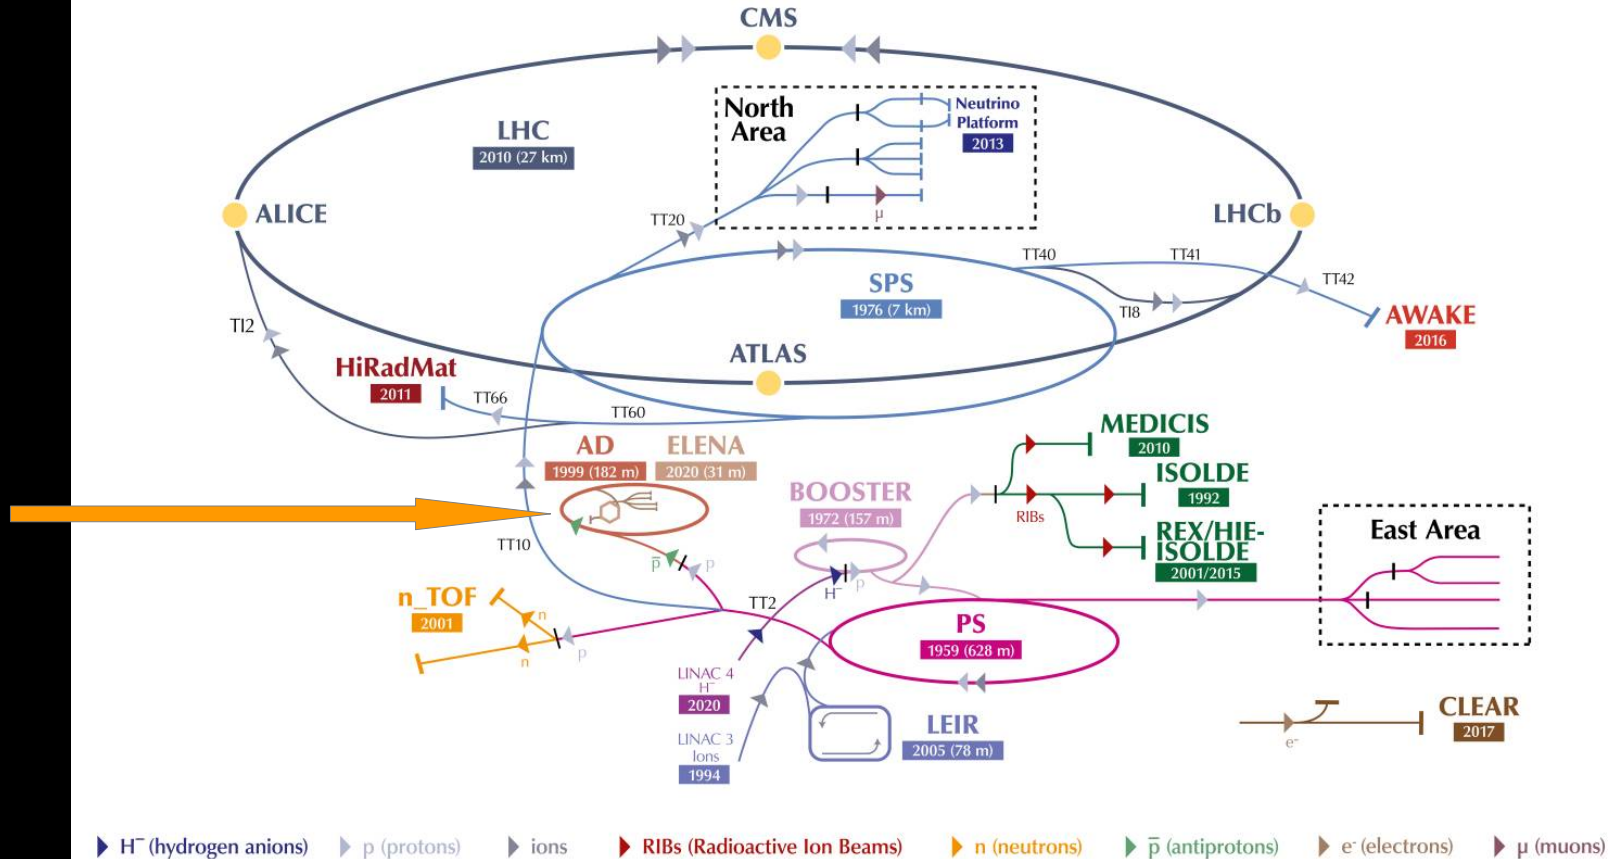 CMS
North
Area
Neutrino
Platform
2013
LHC
2010 (27 km)
ALICE
LHCb
TT20
μ
TT40
TT41
TT42
SPS
1976 (7 km)
TI8
AWAKE
2016
TI2
ATLAS
HiRadMat
2011
TT66
TT60
AD
1999 (182 m)
ELENA
2020 (31 m)
MEDICIS
2010
BOOSTER
1972 (157 m)
ISOLDE
1992
RIBs
REX/HIE-
ISOLDE
2001/2015
East Area
TT10
p̅
p
H⁻
p
n_TOF
2001
n
n
p
TT2
PS
1959 (628 m)
LINAC 4
H⁻
2020
LINAC 3
Ions
1994
LEIR
2005 (78 m)
CLEAR
2017
e⁻
H⁻ (hydrogen anions)
p (protons)
ions
RIBs (Radioactive Ion Beams)
n (neutrons)
p̅ (antiprotons)
e⁻ (electrons)
μ (muons)